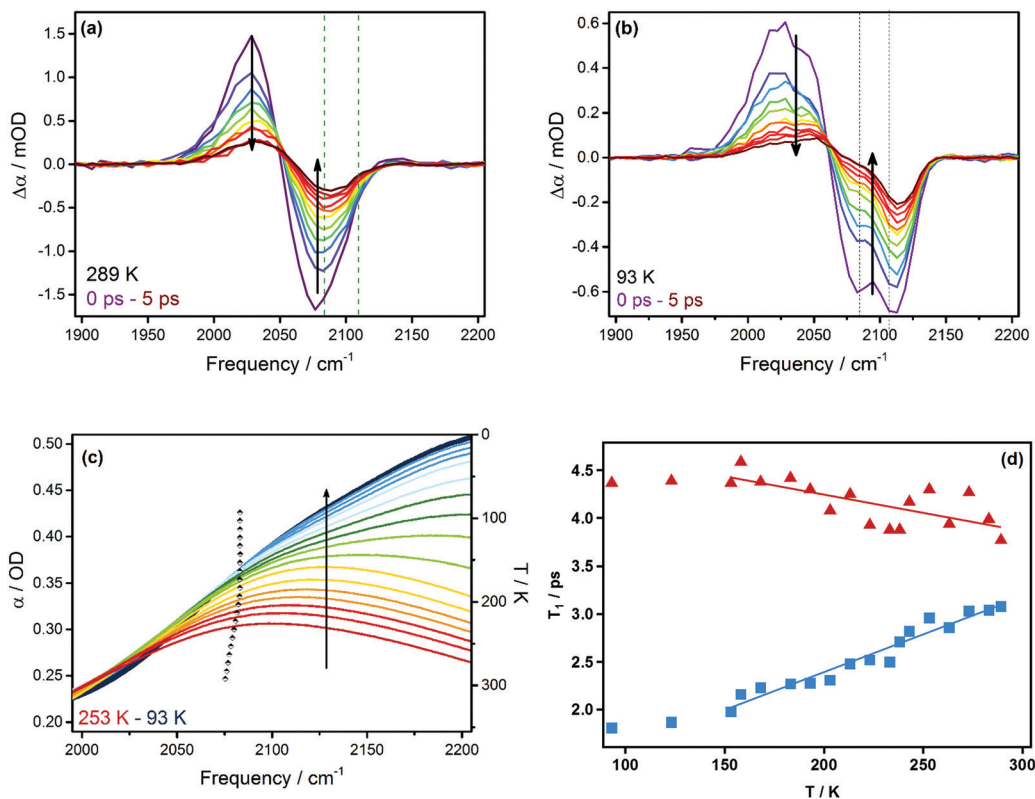 (a)
1.5
1.0
0.5
0.0
-0.5
-1.0
-1.5
Δα / mOD
289 K
0 ps - 5 ps
1900 1950 2000 2050 2100 2150 2200
Frequency / cm⁻¹
(b)
0.6
0.4
0.2
0.0
-0.2
-0.4
-0.6
Δα / mOD
93 K
0 ps - 5 ps
1900 1950 2000 2050 2100 2150 2200
Frequency / cm⁻¹
(c)
0.50
0.45
0.40
0.35
0.30
0.25
0.20
α / OD
0
100
200
300
T / K
253 K - 93 K
2000 2050 2100 2150 2200
Frequency / cm⁻¹
(d)
4.5
4.0
3.5
3.0
2.5
2.0
T₁ / ps
100 150 200 250 300
T / K